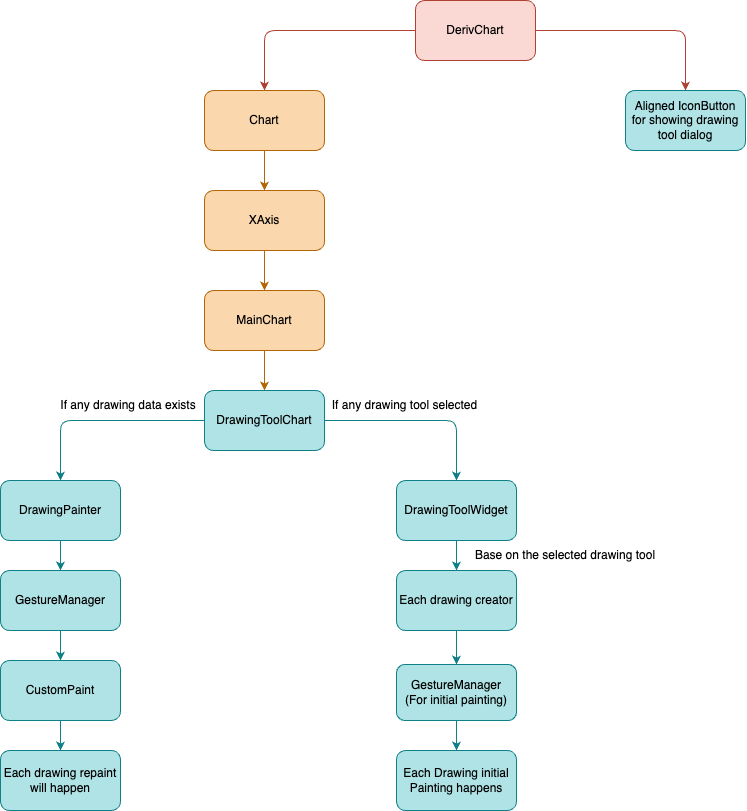 DerivChart
Chart
Aligned IconButton
for showing drawing
tool dialog
XAxis
MainChart
If any drawing data exists
DrawingToolChart
If any drawing tool selected
DrawingPainter
DrawingToolWidget
Base on the selected drawing tool
GestureManager
Each drawing creator
CustomPaint
GestureManager
(For initial painting)
Each drawing repaint
will happen
Each Drawing initial
Painting happens